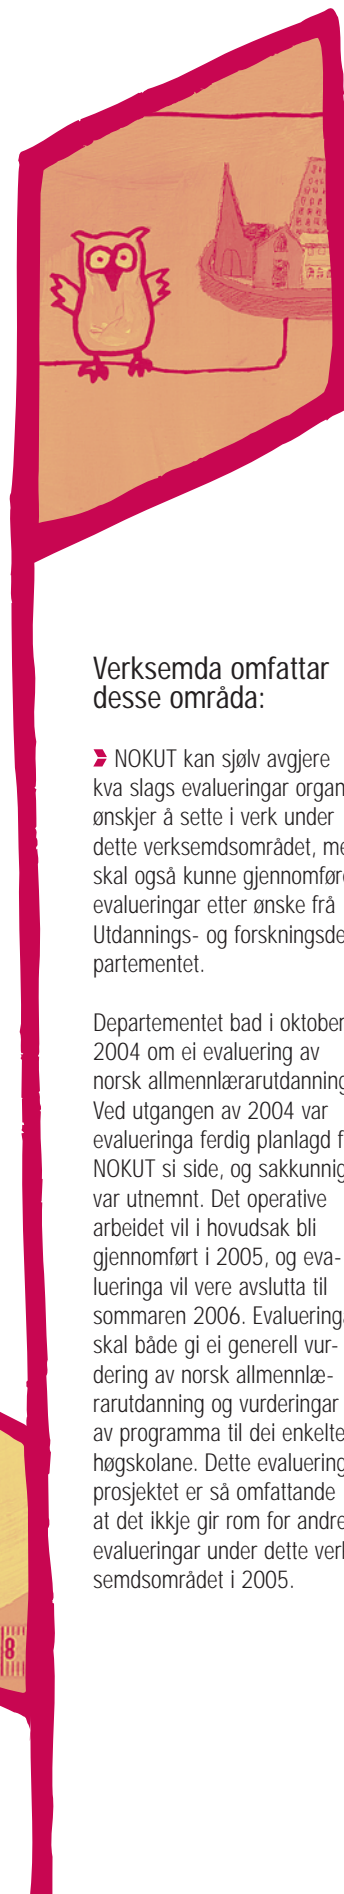 Verksemda omfattar
desse områda:
NOKUT kan sjølv avgjere
kva slags evalueringar organ
ønskjer å sette i verk under
dette verksemdsområdet, me
skal også kunne gjennomføre
evalueringar etter ønske frå
Utdannings- og forskningsde
partementet.
Departementet bad i oktober
2004 om ei evaluering av
norsk allmennlærarutdanning
Ved utgangen av 2004 var
evalueringa ferdig planlagd f
NOKUT si side, og sakkunnig
var utnemnt. Det operative
arbeidet vil i hovudsak bli
gjennomført i 2005, og eva-
lueringa vil vere avslutta til
sommaren 2006. Evalueringa
skal både gi ei generell vur-
dering av norsk allmennlæ-
rarutdanning og vurderingar
av programma til dei enkelte
høgskolane. Dette evaluering
prosjektet er så omfattande
at det ikkje gir rom for andre
evalueringar under dette verk
semdsområdet i 2005.
8